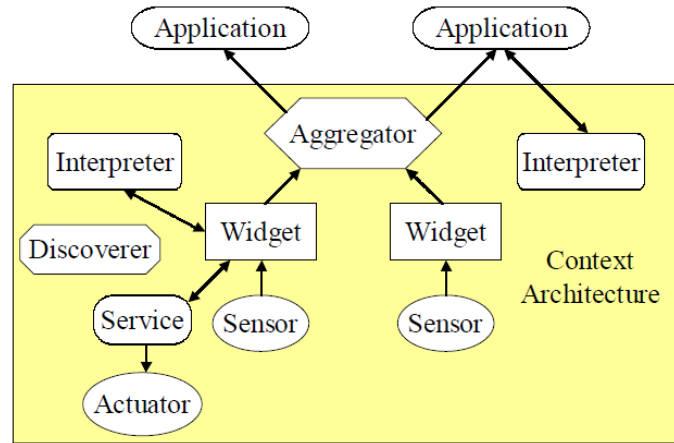 Application
Application
Aggregator
Interpreter
Interpreter
Widget
Widget
Discoverer
Context
Architecture
Service
Sensor
Sensor
Actuator